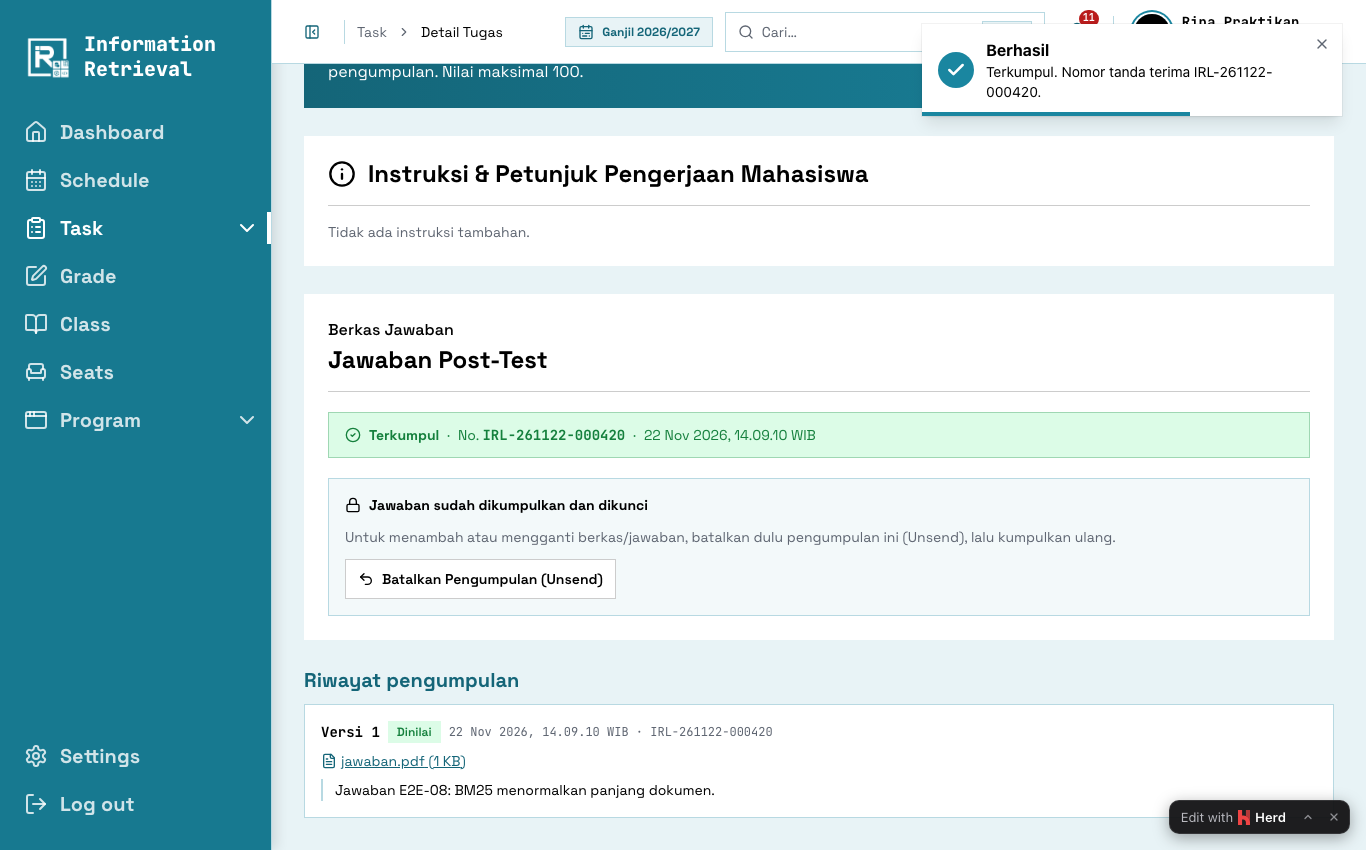 Information
Retrieval
Dashboard
Schedule
Task
Grade
Class
Seats
Program
Settings
Log out
Task
Detail Tugas
Ganjil 2026/2027
Cari...
11
Berhasil
Terkumpul. Nomor tanda terima IRL-261122-
000420.
pengumpulan. Nilai maksimal 100.
Instruksi & Petunjuk Pengerjaan Mahasiswa
Tidak ada instruksi tambahan.
Berkas Jawaban
Jawaban Post-Test
Terkumpul · No. IRL-261122-000420 · 22 Nov 2026, 14.09.10 WIB
Jawaban sudah dikumpulkan dan dikunci
Untuk menambah atau mengganti berkas/jawaban, batalkan dulu pengumpulan ini (Unsend), lalu kumpulkan ulang.
Batalkan Pengumpulan (Unsend)
Riwayat pengumpulan
Versi 1 Dinilai 22 Nov 2026, 14.09.10 WIB · IRL-261122-000420
jawaban.pdf (1 KB)
Jawaban E2E-08: BM25 menormalkan panjang dokumen.
Edit with Herd